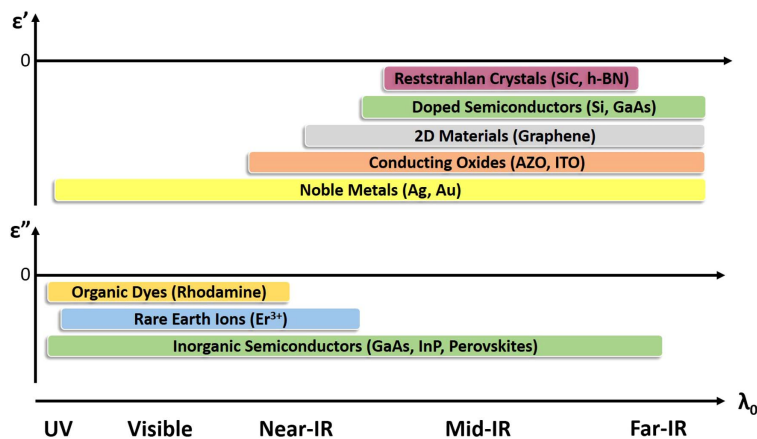 ε'
0
Reststrahlan Crystals (SiC, h-BN)
Doped Semiconductors (Si, GaAs)
2D Materials (Graphene)
Conducting Oxides (AZO, ITO)
Noble Metals (Ag, Au)
ε"
0
Organic Dyes (Rhodamine)
Rare Earth Ions (Er³⁺)
Inorganic Semiconductors (GaAs, InP, Perovskites)
λ₀
UV Visible Near-IR Mid-IR Far-IR